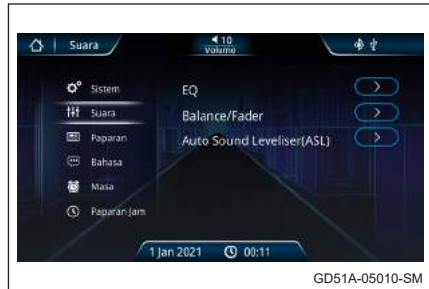 Suara
10
Volume
Sistem
Suara
Paparan
Bahasa
Masa
Paparan Jam
EQ
Balance/Fader
Auto Sound Leveliser(ASL)
1 Jan 2021
00:11
GD51A-05010-SM